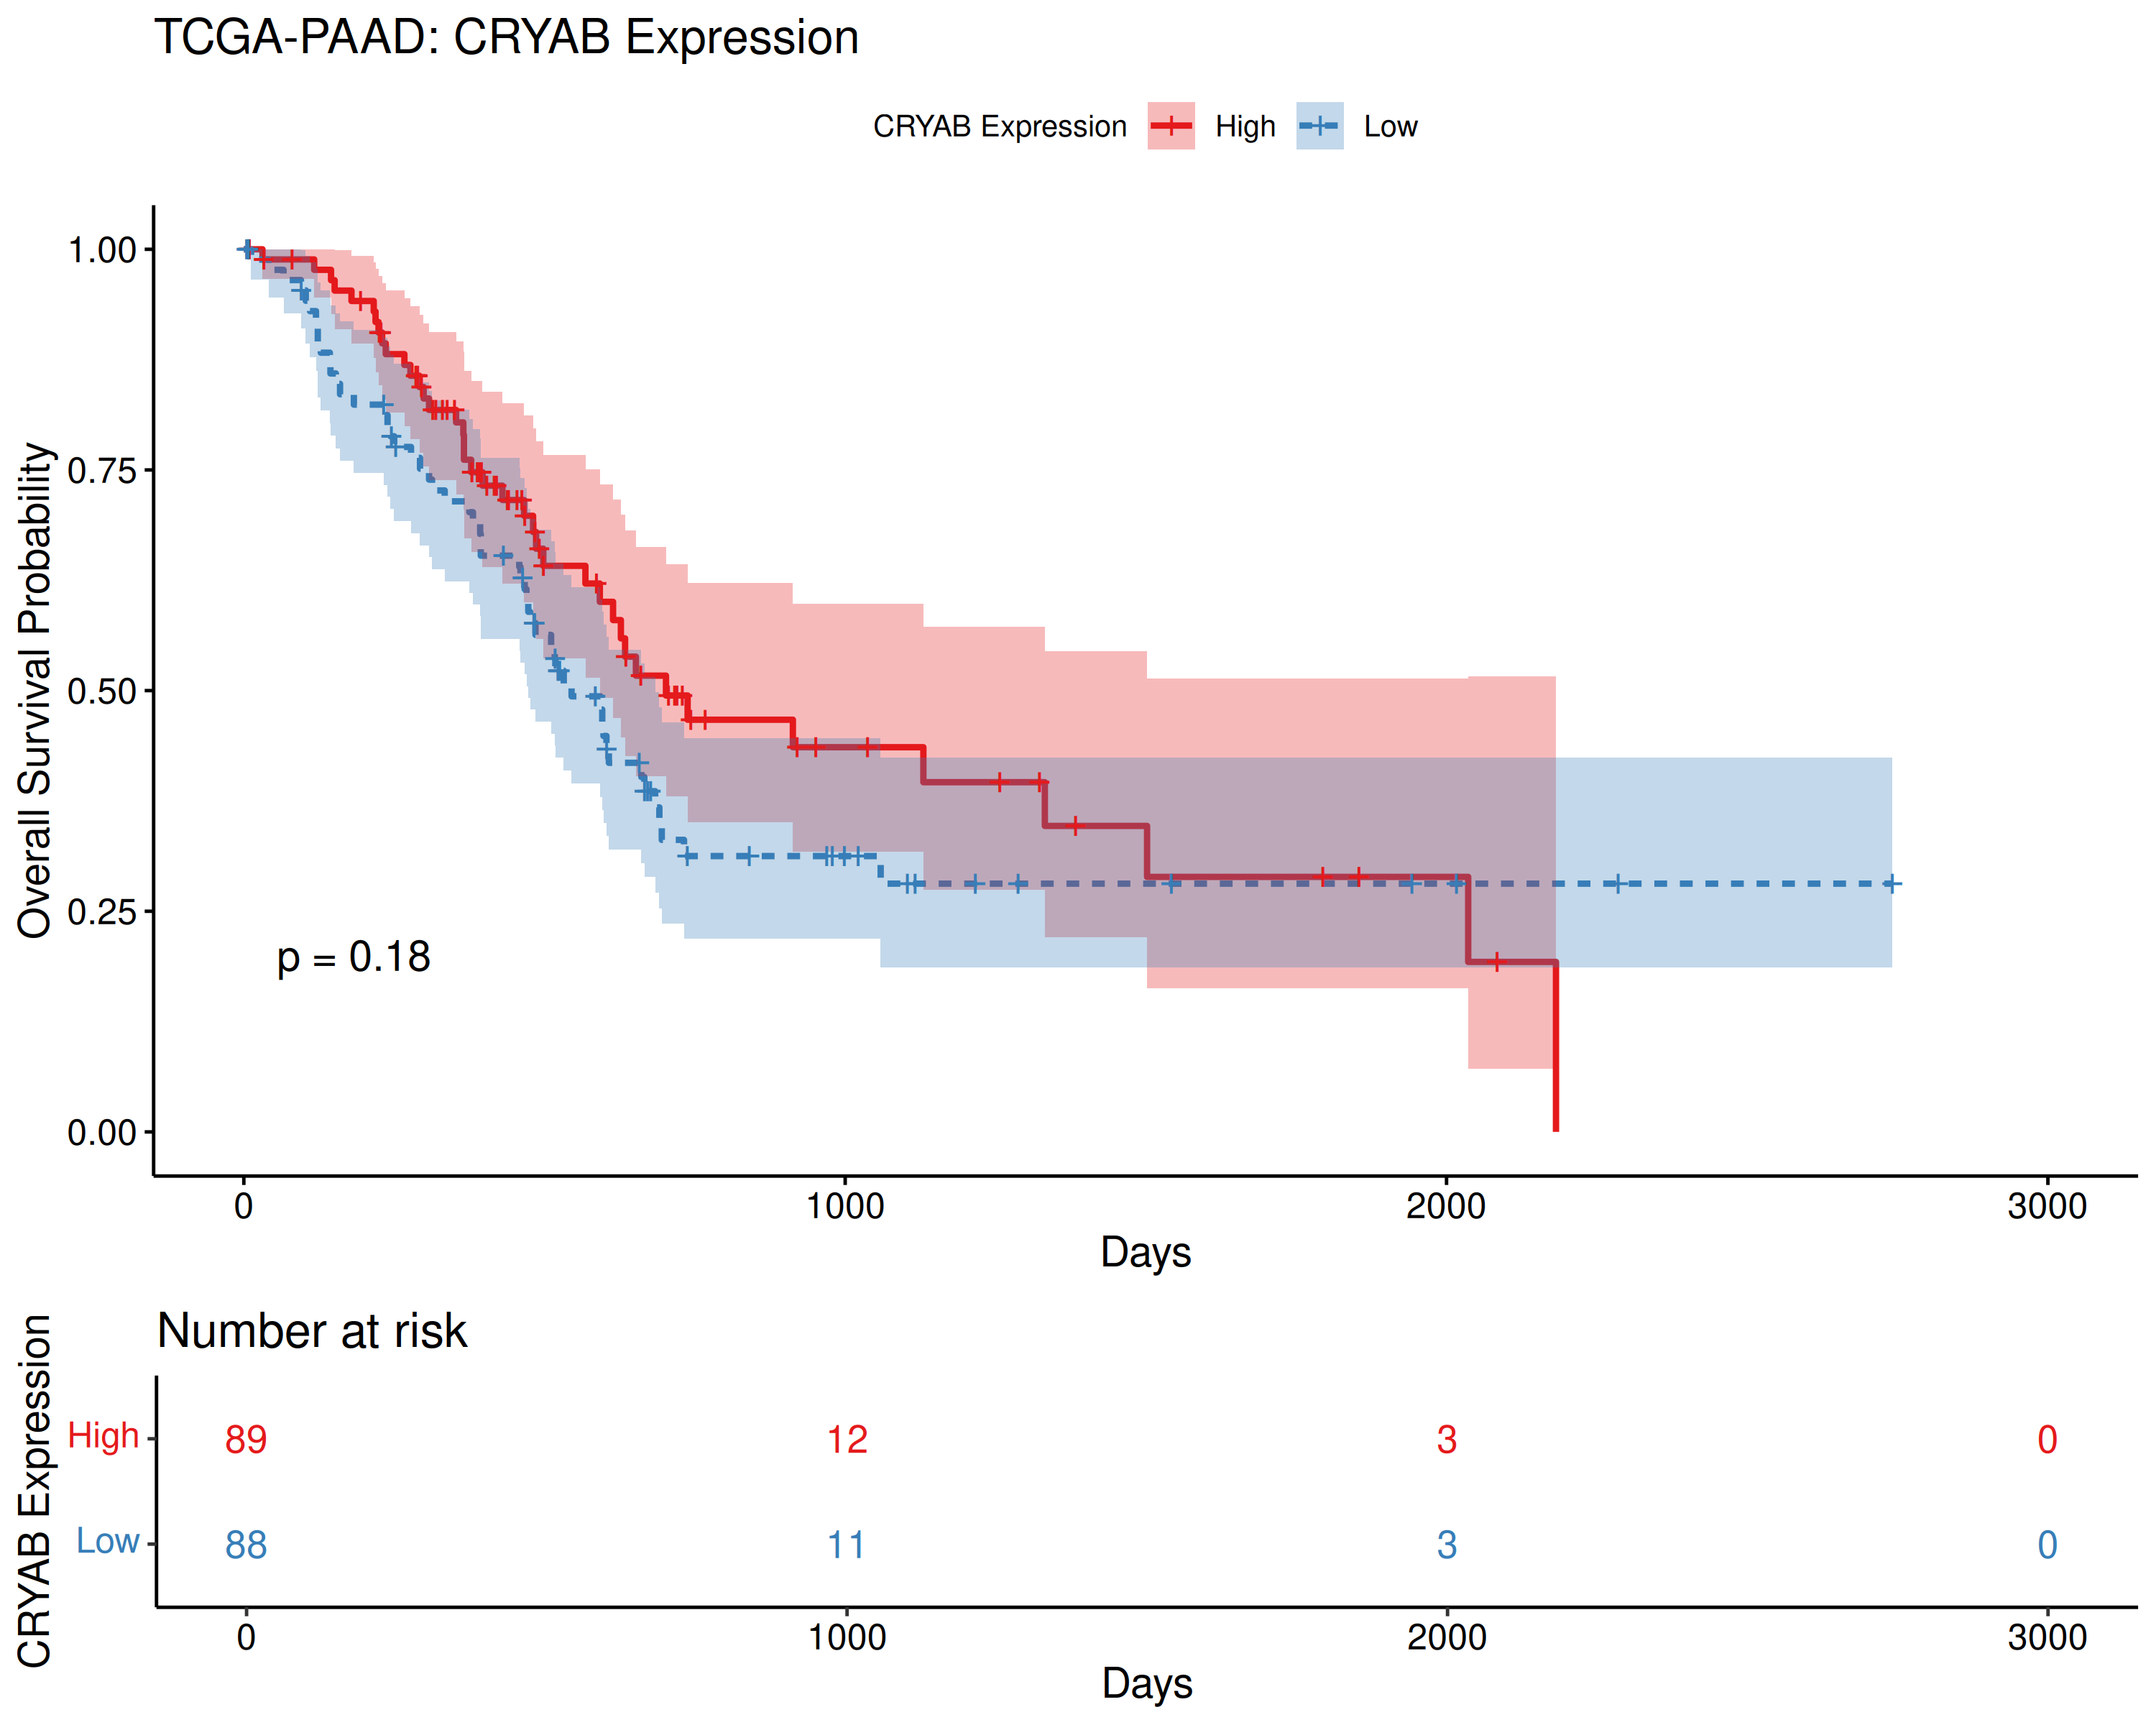 TCGA-PAAD: CRYAB Expression
CRYAB Expression High Low
Overall Survival Probability
1.00
0.75
0.50
0.25
0.00
p = 0.18
0 1000 2000 3000
Days
Number at risk
CRYAB Expression
High 89 12 3 0
Low 88 11 3 0
0 1000 2000 3000
Days